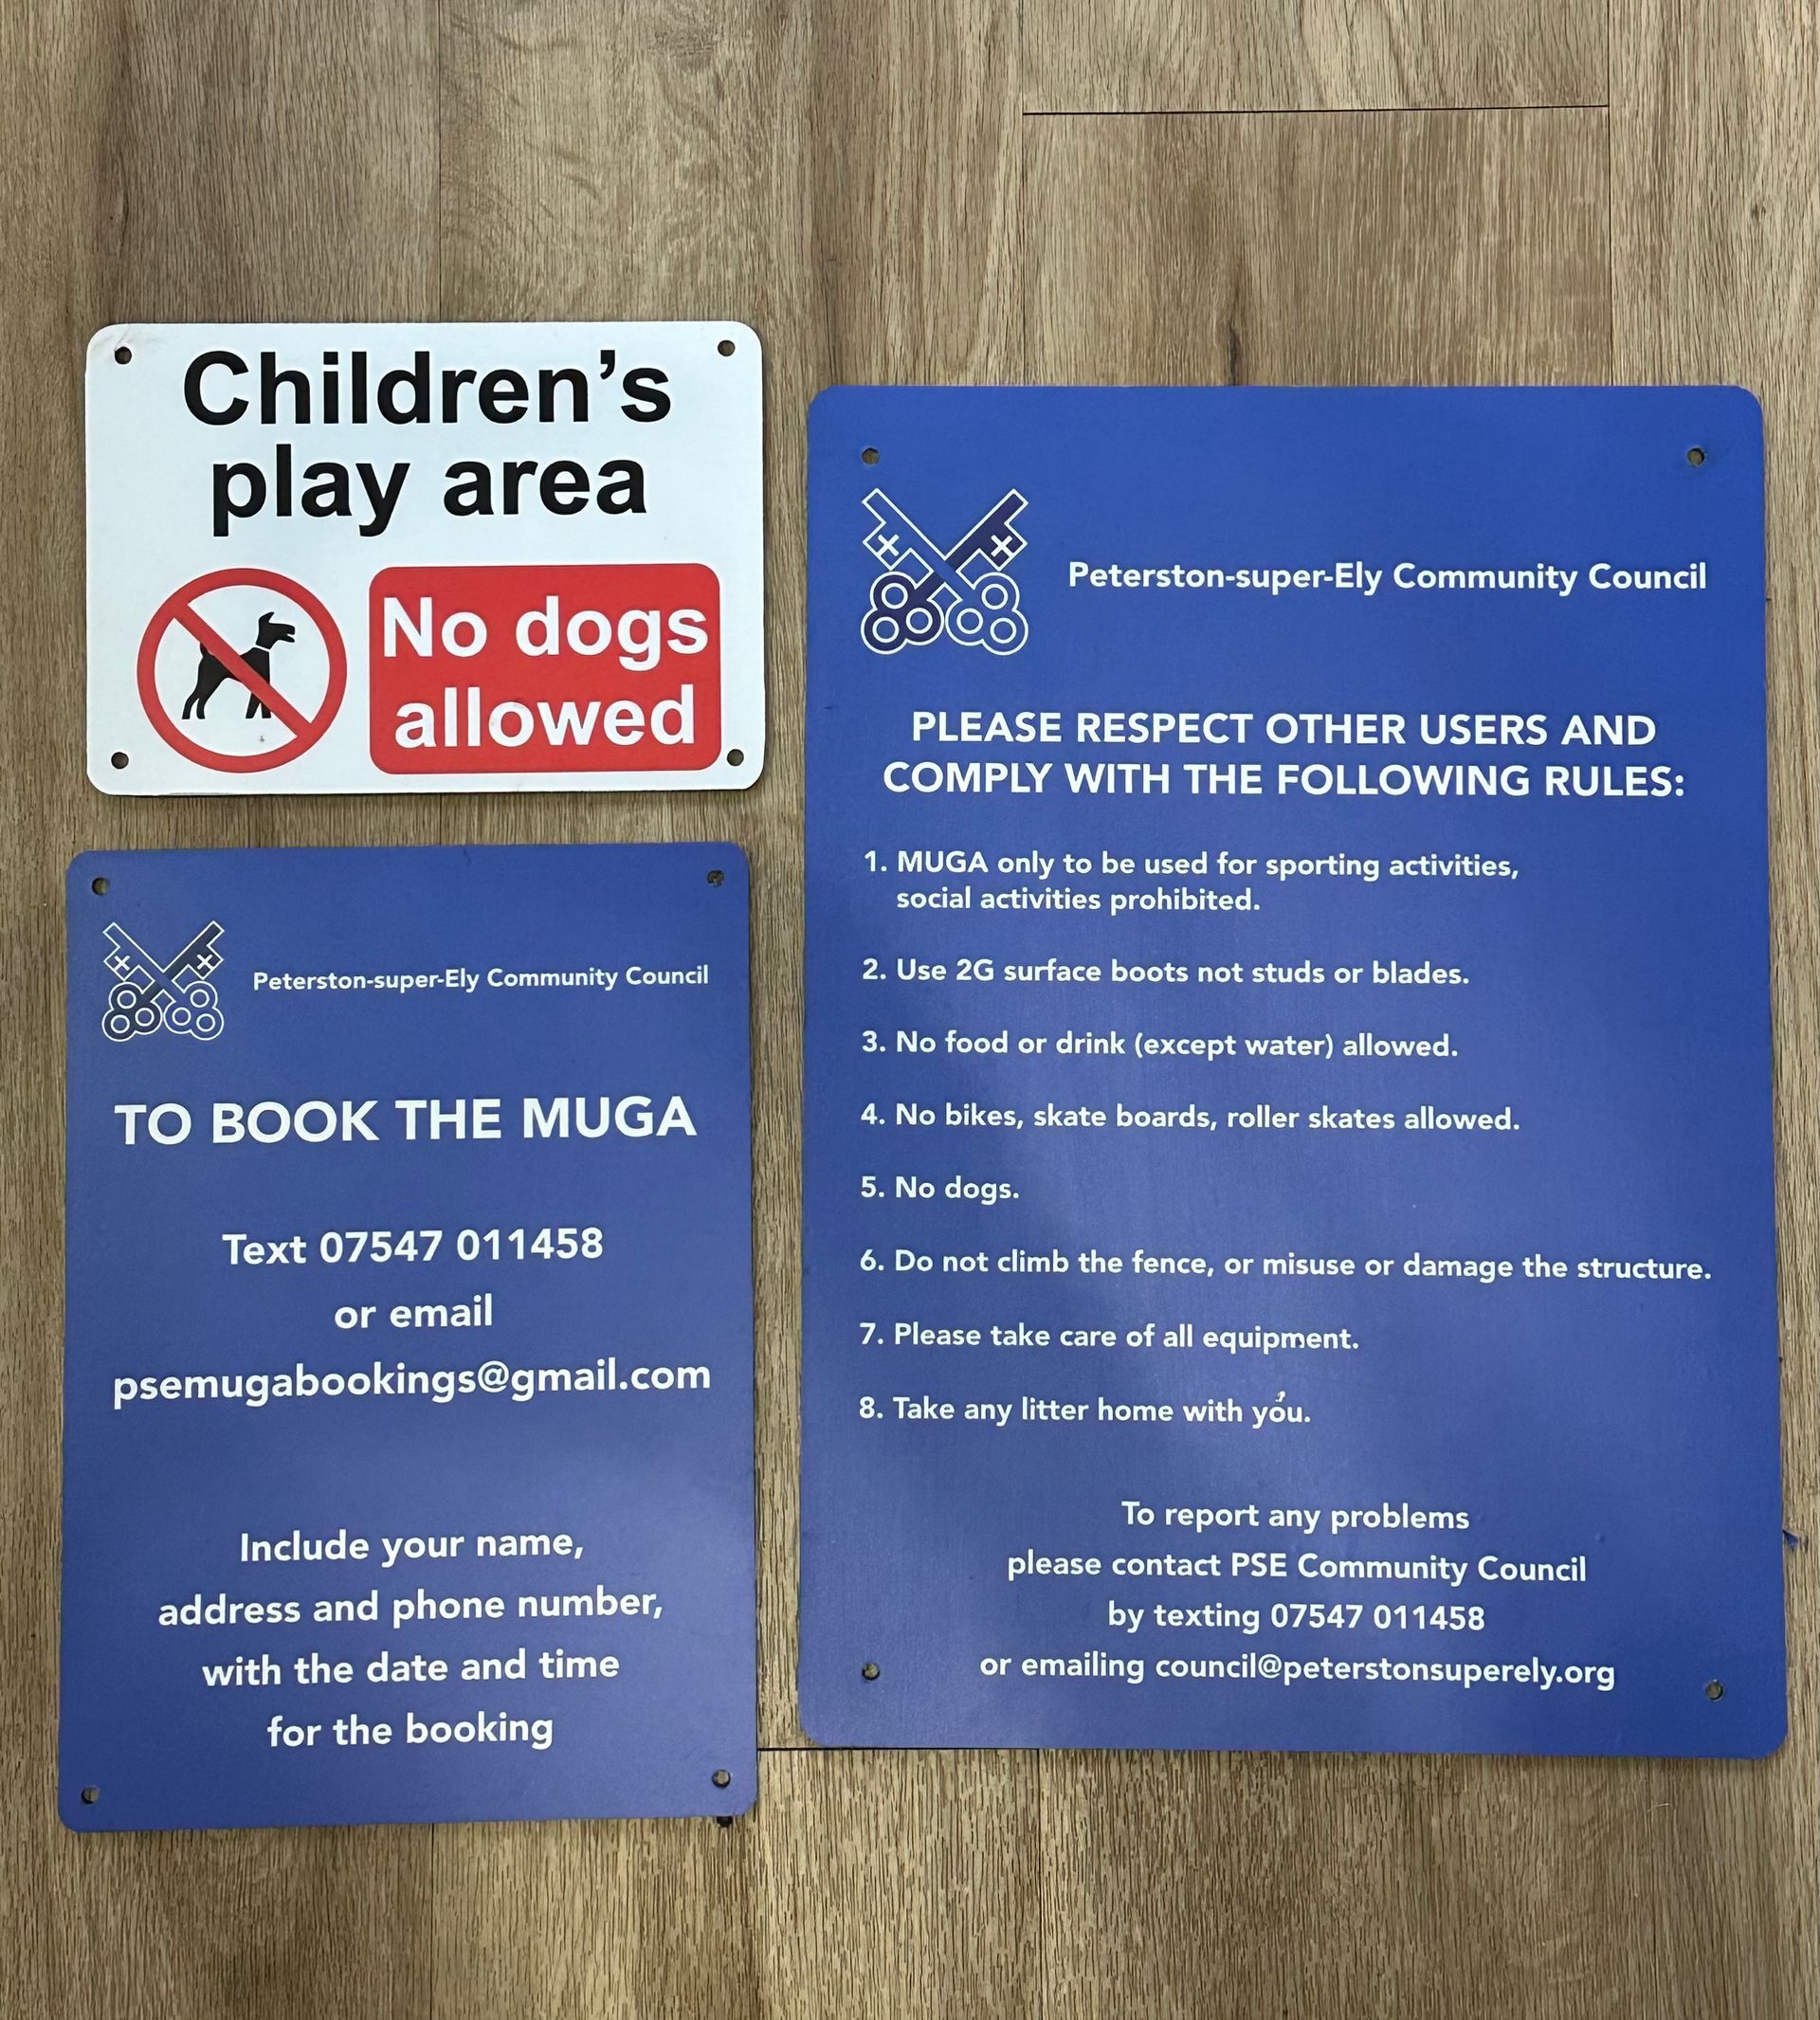 Children's
play area
No dogs
allowed
Peterston-super-Ely Community Council
TO BOOK THE MUGA
Text 07547 011458
or email
psemugabookings@gmail.com
Include your name,
address and phone number,
with the date and time
for the booking
Peterston-super-Ely Community Council
PLEASE RESPECT OTHER USERS AND
COMPLY WITH THE FOLLOWING RULES:
1. MUGA only to be used for sporting activities,
social activities prohibited.
2. Use 2G surface boots not studs or blades.
3. No food or drink (except water) allowed.
4. No bikes, skate boards, roller skates allowed.
5. No dogs.
6. Do not climb the fence, or misuse or damage the structure.
7. Please take care of all equipment.
8. Take any litter home with you.
To report any problems
please contact PSE Community Council
by texting 07547 011458
or emailing council@peterstonsuperely.org